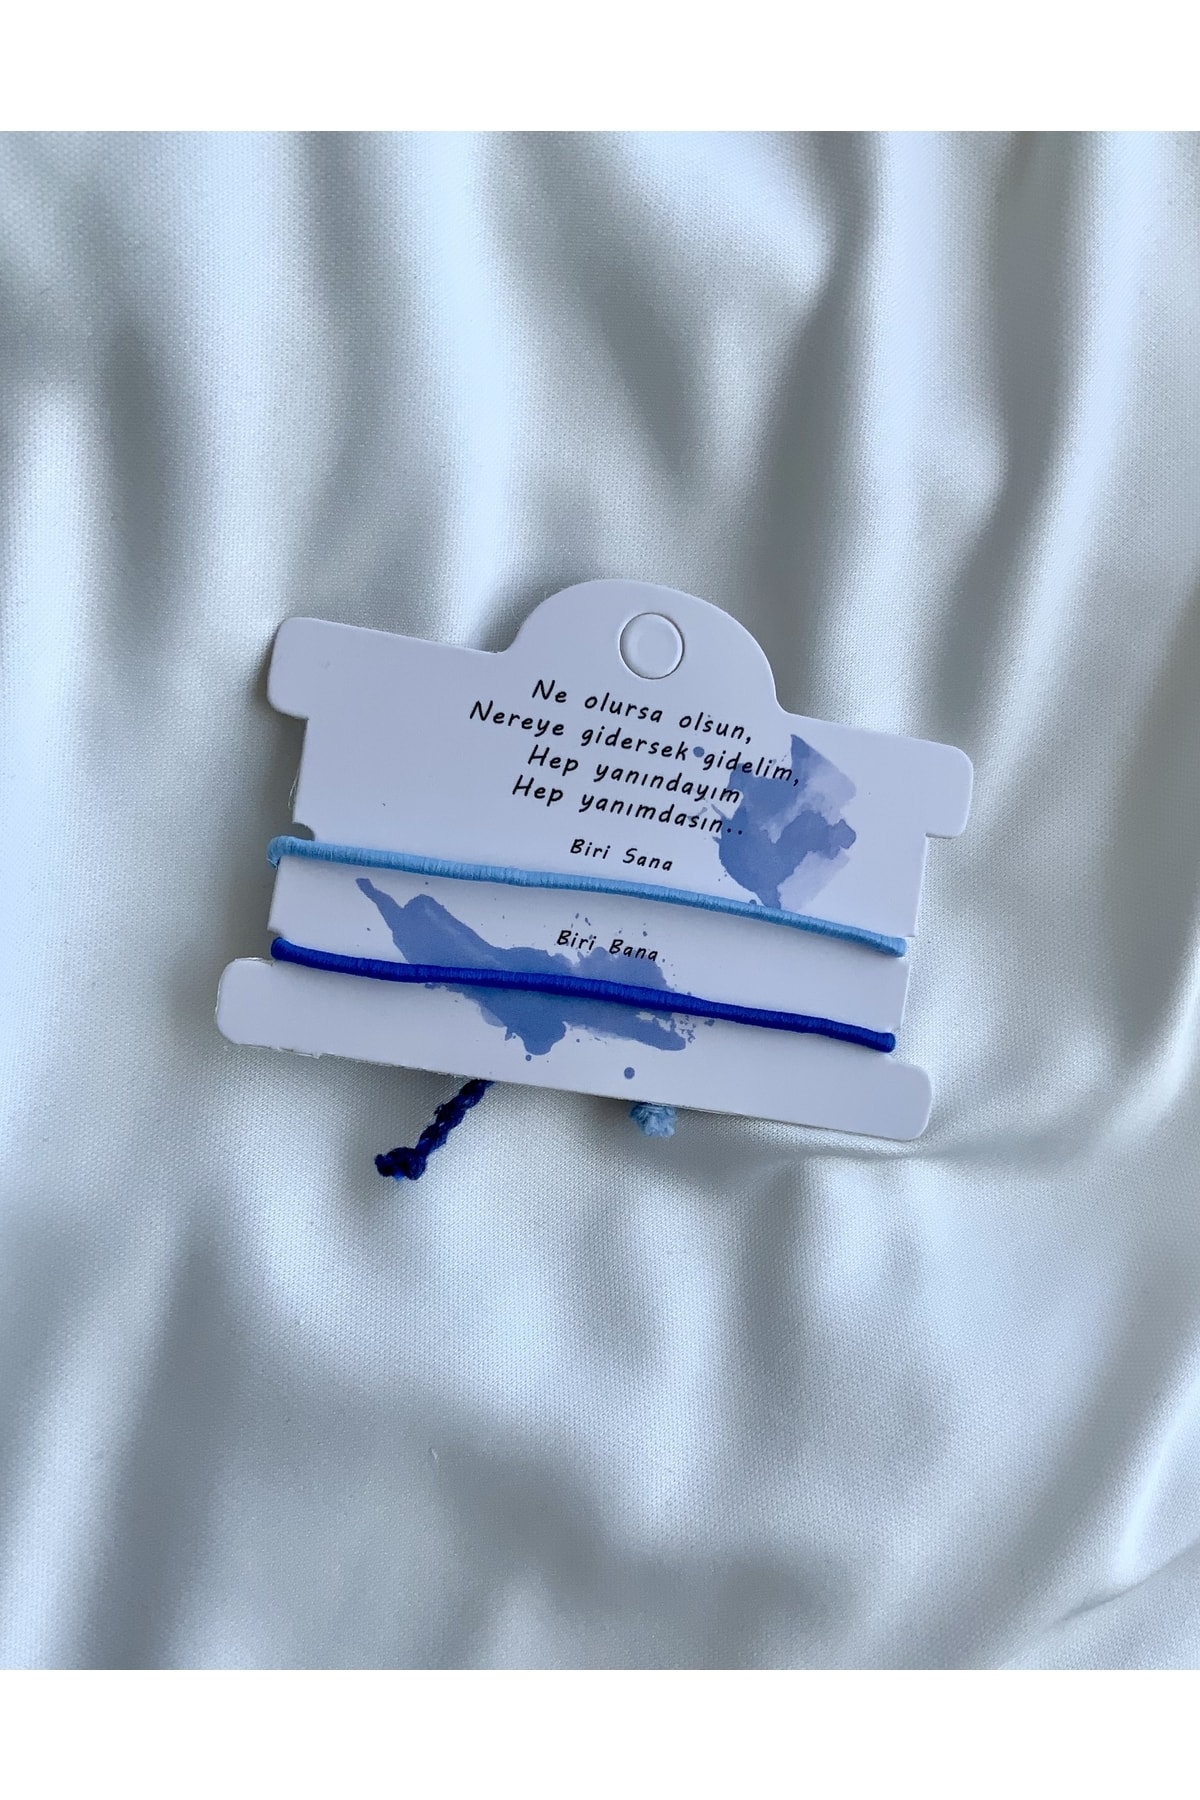 Ne olursa olsun,
Nereye gidersek gidelim,
Hep yanındayım
Hep yanımdasın..
Biri Sana
Biri Bana